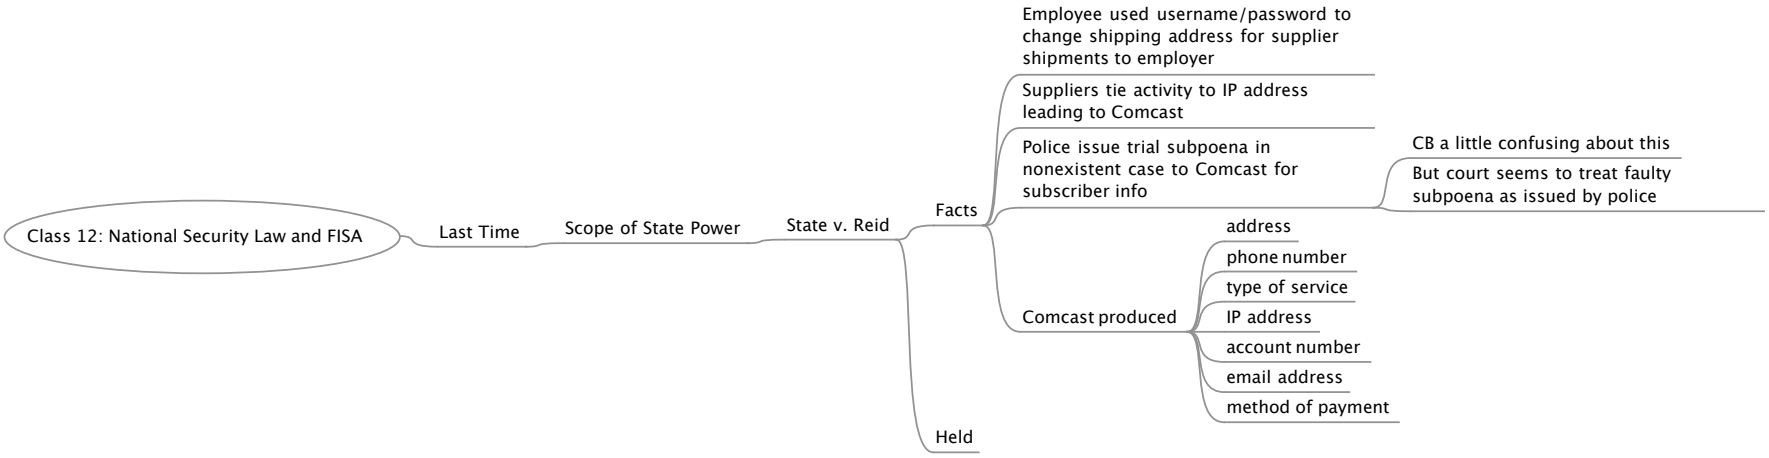 Class 12: National Security Law and FISA
Last Time
Scope of State Power
State v. Reid
Facts
Employee used username/password to
change shipping address for supplier
shipments to employer
Suppliers tie activity to IP address
leading to Comcast
Police issue trial subpoena in
nonexistent case to Comcast for
subscriber info
CB a little confusing about this
But court seems to treat faulty
subpoena as issued by police
Comcast produced
address
phone number
type of service
IP address
account number
email address
method of payment
Held